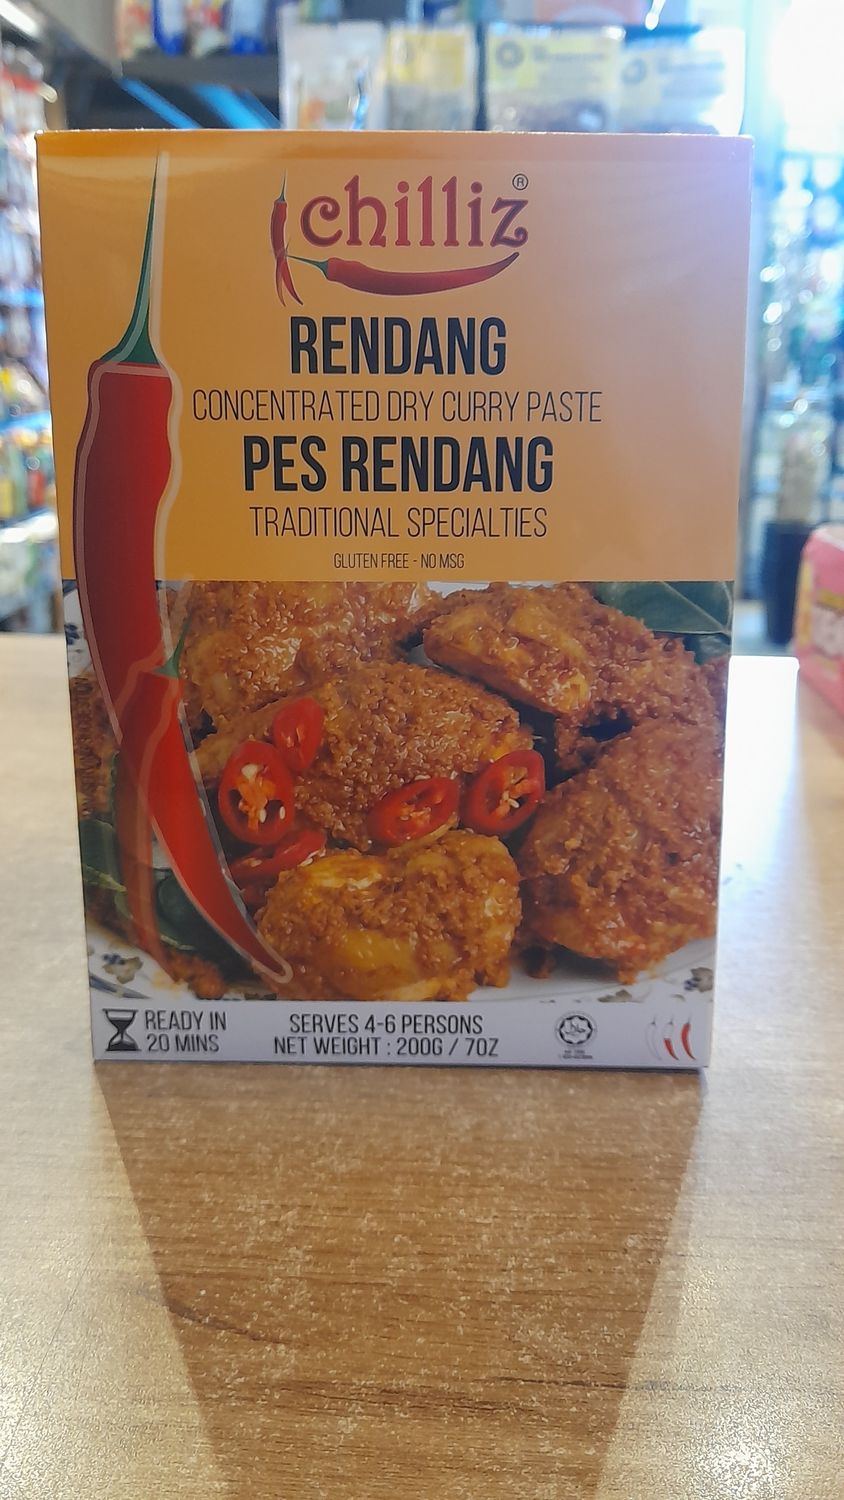 chilliz®
RENDANG
CONCENTRATED DRY CURRY PASTE
PES RENDANG
TRADITIONAL SPECIALTIES
GLUTEN FREE - NO MSG
READY IN
20 MINS
SERVES 4-6 PERSONS
NET WEIGHT : 200G / 7OZ